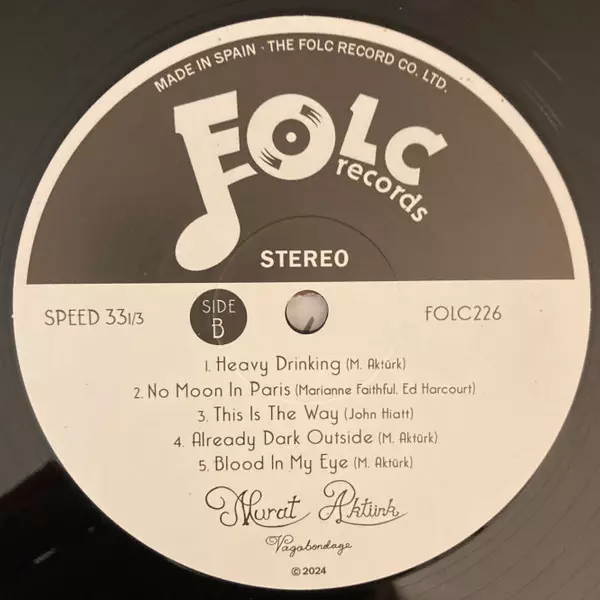 MADE IN SPAIN · THE FOLC RECORD CO. LTD.
FOLC
records
STEREO
SPEED 33 1/3
SIDE
B
FOLC226
1. Heavy Drinking (M. Aktürk)
2. No Moon In Paris (Marianne Faithful, Ed Harcourt)
3. This Is The Way (John Hiatt)
4. Already Dark Outside (M. Aktürk)
5. Blood In My Eye (M. Aktürk)
Murat Aktürk
Vagabondage
© 2024